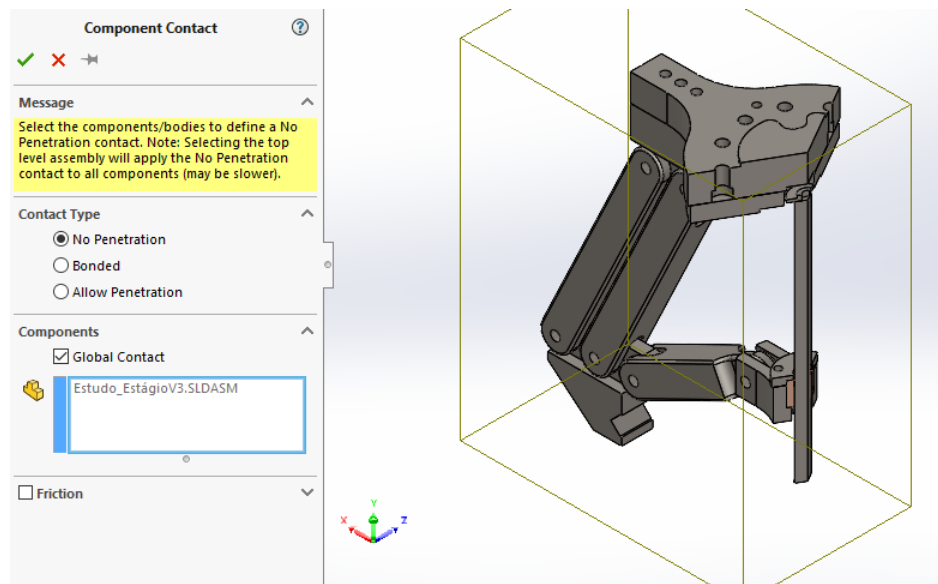 Component Contact
Message
Select the components/bodies to define a No
Penetration contact. Note: Selecting the top
level assembly will apply the No Penetration
contact to all components (may be slower).
Contact Type
No Penetration
Bonded
Allow Penetration
Components
Global Contact
Estudo_EstágioV3.SLDASM
Friction
Y
X
Z